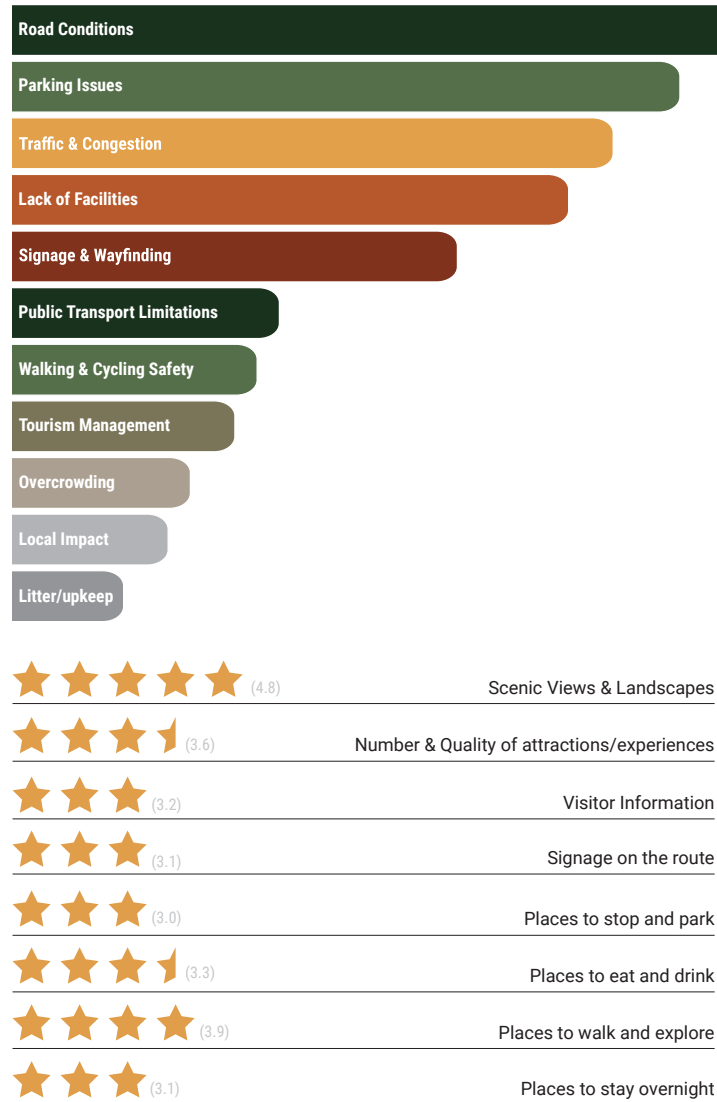 Road Conditions
Parking Issues
Traffic & Congestion
Lack of Facilities
Signage & Wayfinding
Public Transport Limitations
Walking & Cycling Safety
Tourism Management
Overcrowding
Local Impact
Litter/upkeep
(4.8) Scenic Views & Landscapes
(3.6) Number & Quality of attractions/experiences
(3.2) Visitor Information
(3.1) Signage on the route
(3.0) Places to stop and park
(3.3) Places to eat and drink
(3.9) Places to walk and explore
(3.1) Places to stay overnight